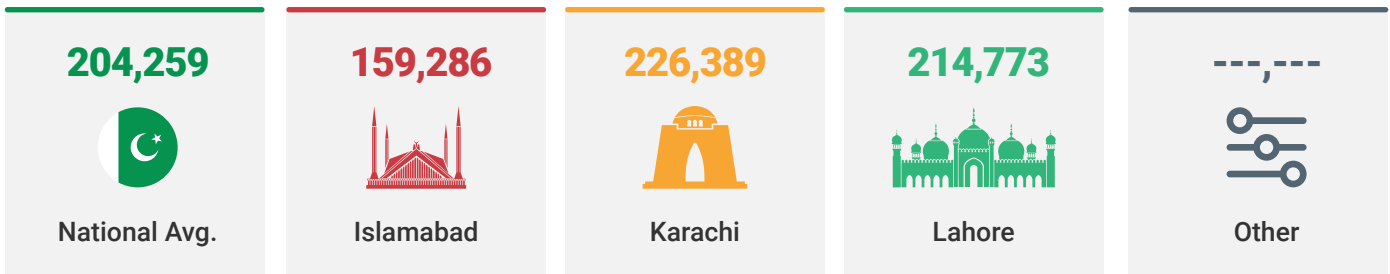 204,259
National Avg.
159,286
Islamabad
226,389
Karachi
214,773
Lahore
---,---
Other